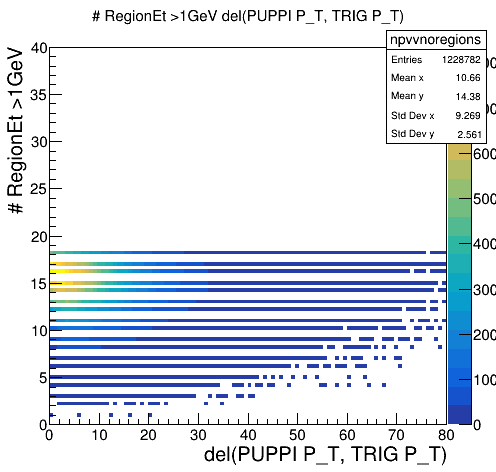 # RegionEt >1GeV del(PUPPI P_T, TRIG P_T)
npvvnoregions
Entries 1228782
Mean x 10.66
Mean y 14.38
Std Dev x 9.269
Std Dev y 2.561
# RegionEt >1GeV
40
35
30
25
20
15
10
5
0
0 10 20 30 40 50 60 70 80
del(PUPPI P_T, TRIG P_T)
600
500
400
300
200
100
0